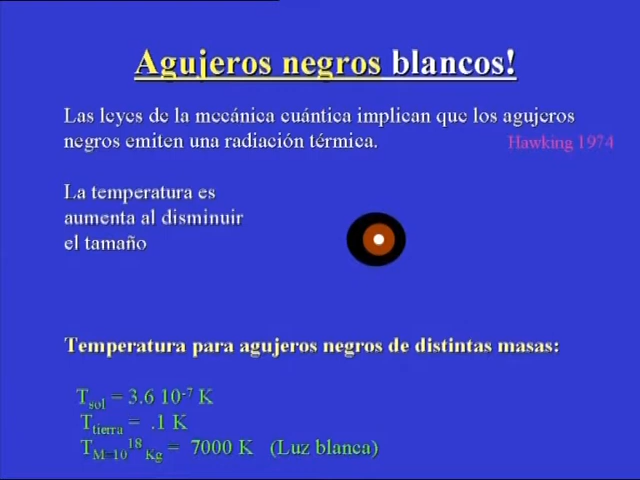 Agujeros negros blancos!
Las leyes de la mecánica cuántica implican que los agujeros
negros emiten una radiación térmica.
Hawking 1974
La temperatura es
aumenta al disminuir
el tamaño
Temperatura para agujeros negros de distintas masas:
Tsol = 3.6 10⁻⁷ K
Ttierra = .1 K
TM=10¹⁸ Kg = 7000 K (Luz blanca)